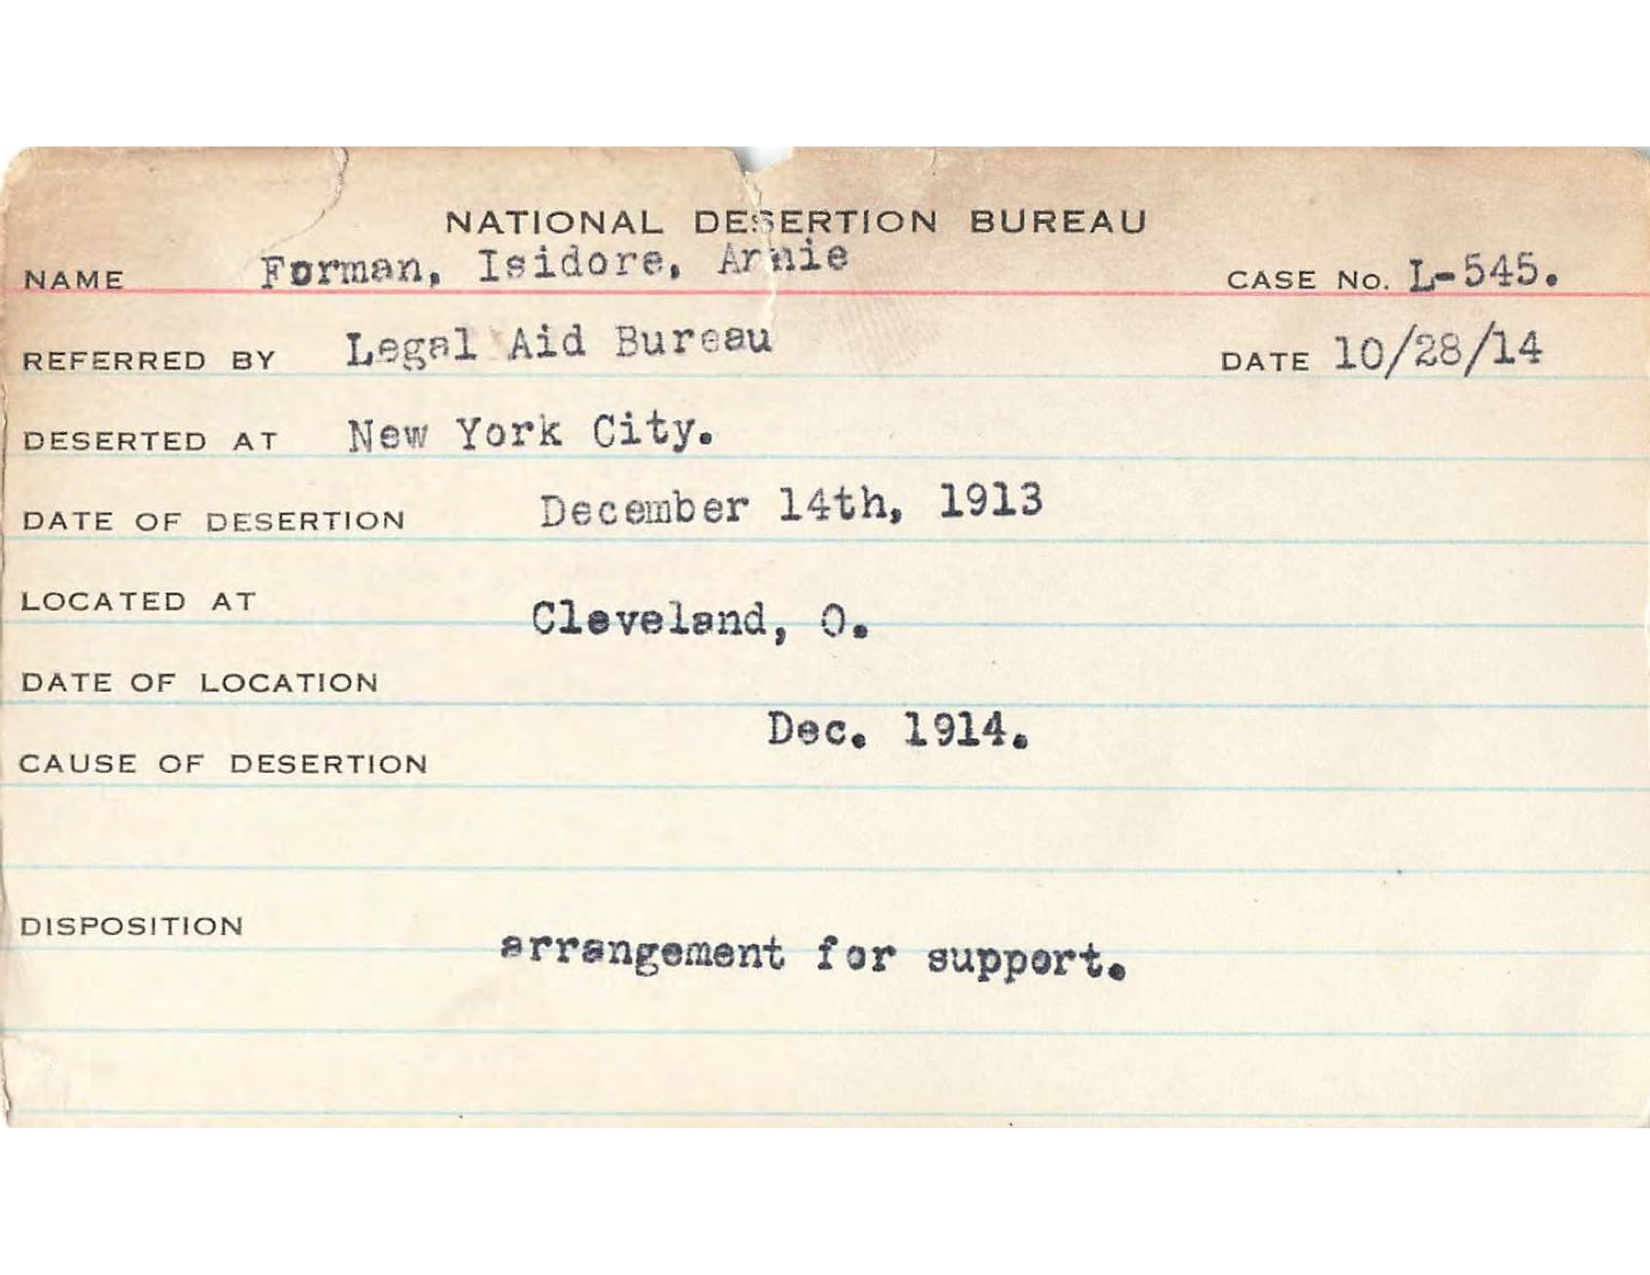 NATIONAL DESERTION BUREAU
NAME Forman, Isidore, Annie CASE No. L-545.
REFERRED BY Legal Aid Bureau DATE 10/28/14
DESERTED AT New York City.
DATE OF DESERTION December 14th, 1913
LOCATED AT Cleveland, O.
DATE OF LOCATION
Dec. 1914.
CAUSE OF DESERTION
DISPOSITION
arrangement for support.